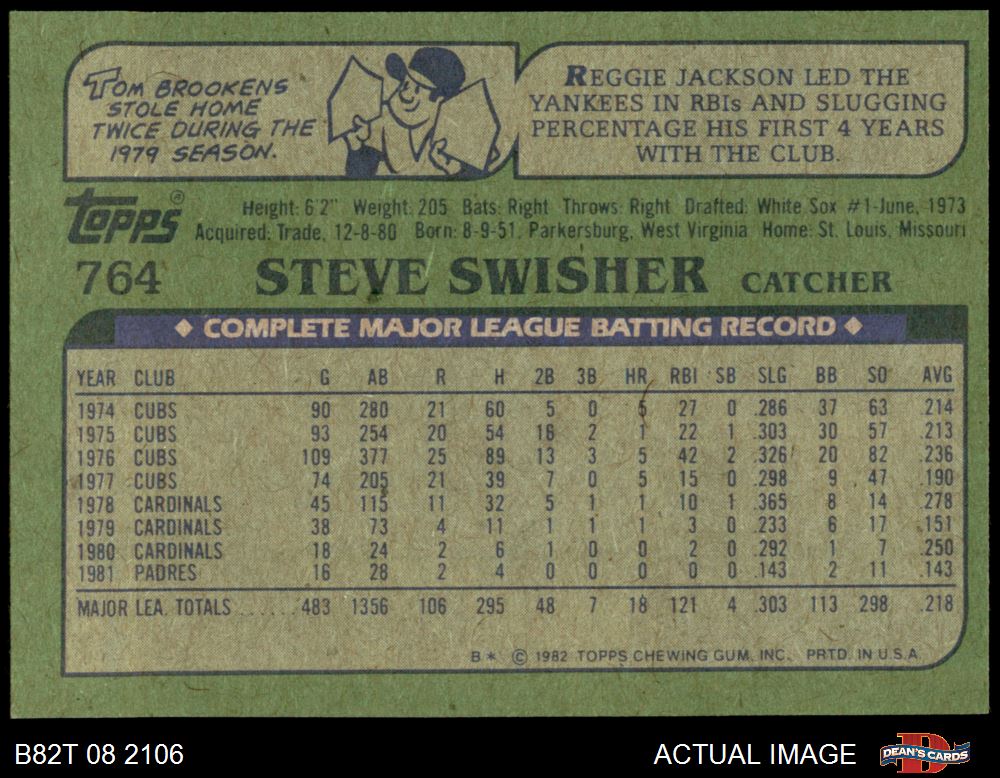 TOM BROOKENS
STOLE HOME
TWICE DURING THE
1979 SEASON.
REGGIE JACKSON LED THE
YANKEES IN RBIs AND SLUGGING
PERCENTAGE HIS FIRST 4 YEARS
WITH THE CLUB.
topps®
Height: 6'2" Weight: 205 Bats: Right Throws: Right Drafted: White Sox #1-June, 1973
Acquired: Trade, 12-8-80 Born: 8-9-51, Parkersburg, West Virginia Home: St. Louis, Missouri
764 STEVE SWISHER CATCHER
◆ COMPLETE MAJOR LEAGUE BATTING RECORD ◆
YEAR CLUB G AB R H 2B 3B HR RBI SB SLG BB SO AVG
1974 CUBS 90 280 21 60 5 0 5 27 0 .286 37 63 .214
1975 CUBS 93 254 20 54 16 2 1 22 1 .303 30 57 .213
1976 CUBS 109 377 25 89 13 3 5 42 2 .326 20 82 .236
1977 CUBS 74 205 21 39 7 0 5 15 0 .298 9 47 .190
1978 CARDINALS 45 115 11 32 5 1 1 10 1 .365 8 14 .278
1979 CARDINALS 38 73 4 11 1 1 1 3 0 .233 6 17 .151
1980 CARDINALS 18 24 2 6 1 0 0 2 0 .292 1 7 .250
1981 PADRES 16 28 2 4 0 0 0 0 0 .143 2 11 .143
MAJOR LEA. TOTALS ...... 483 1356 106 295 48 7 18 121 4 .303 113 298 .218
B* © 1982 TOPPS CHEWING GUM, INC. PRTD. IN U.S.A.
B82T 08 2106 ACTUAL IMAGE DEAN'S CARDS